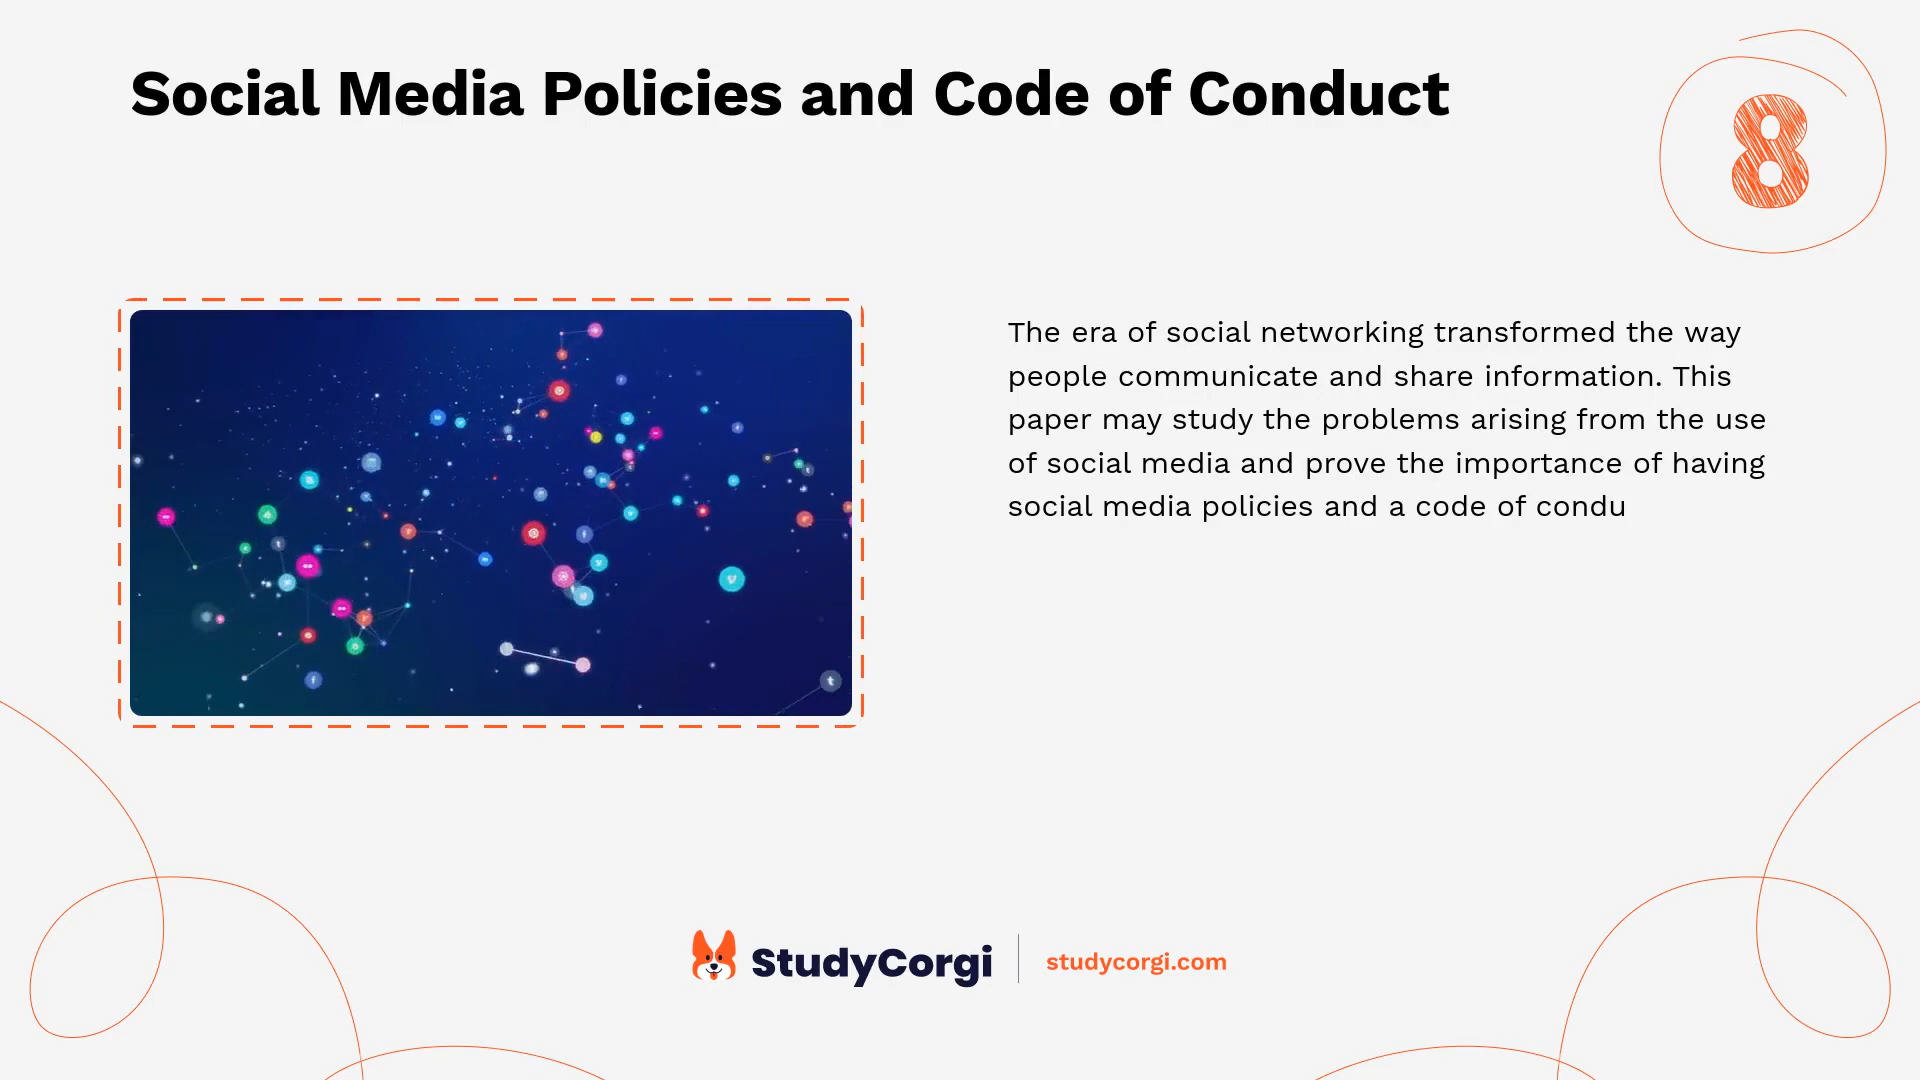 Social Media Policies and Code of Conduct
8
The era of social networking transformed the way
people communicate and share information. This
paper may study the problems arising from the use
of social media and prove the importance of having
social media policies and a code of condu
StudyCorgi
studycorgi.com